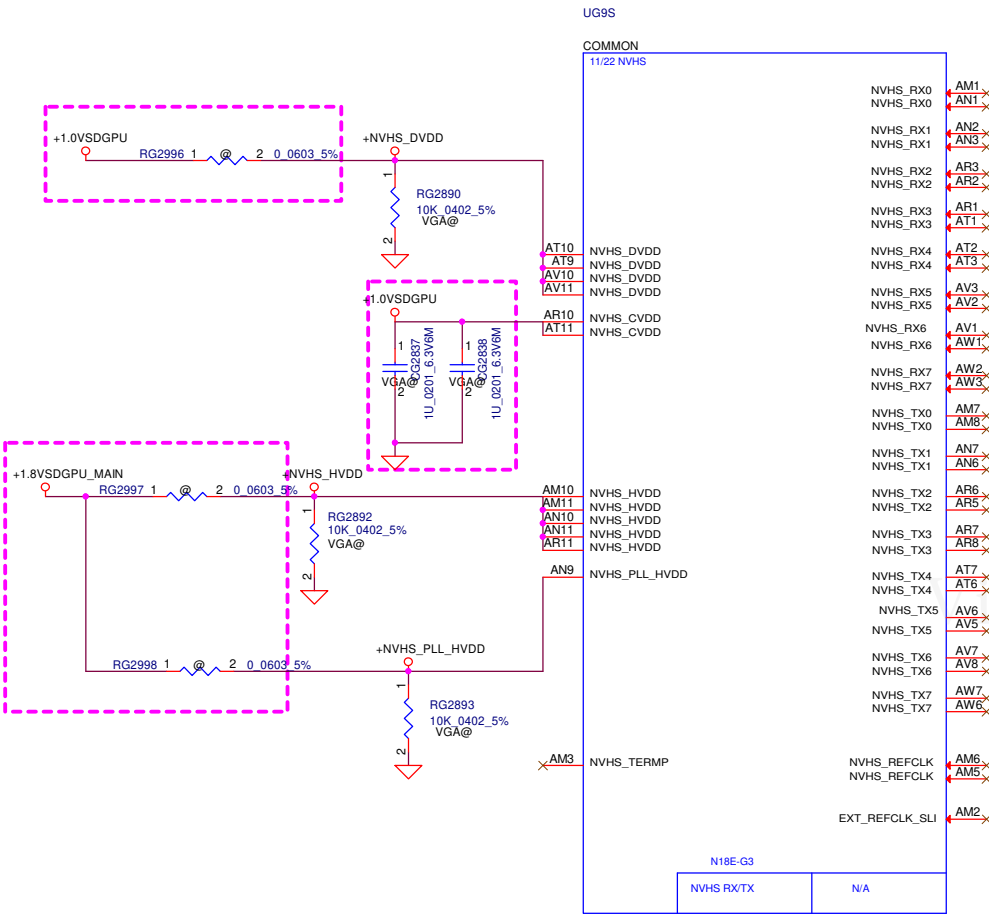 UG9S
COMMON
11/22 NVHS
+1.0VSDGPU
RG2996 1 @ 2 0_0603_5%
+NVHS_DVDD
1
RG2890
10K_0402_5%
VGA@
2
AT10 NVHS_DVDD
AT9 NVHS_DVDD
AV10 NVHS_DVDD
AV11 NVHS_DVDD
+1.0VSDGPU
AR10 NVHS_CVDD
AT11 NVHS_CVDD
1
CG2837
1U_0201_6.3V6M
VGA@
2
1
CG2838
1U_0201_6.3V6M
VGA@
2
+1.8VSDGPU_MAIN
RG2997 1 @ 2 0_0603_5%
+NVHS_HVDD
1
RG2892
10K_0402_5%
VGA@
2
AM10 NVHS_HVDD
AM11 NVHS_HVDD
AN10 NVHS_HVDD
AN11 NVHS_HVDD
AR11 NVHS_HVDD
AN9 NVHS_PLL_HVDD
RG2998 1 @ 2 0_0603_5%
+NVHS_PLL_HVDD
1
RG2893
10K_0402_5%
VGA@
2
AM3 NVHS_TERMP
NVHS_RX0 AM1
NVHS_RX0 AN1
NVHS_RX1 AN2
NVHS_RX1 AN3
NVHS_RX2 AR3
NVHS_RX2 AR2
NVHS_RX3 AR1
NVHS_RX3 AT1
NVHS_RX4 AT2
NVHS_RX4 AT3
NVHS_RX5 AV3
NVHS_RX5 AV2
NVHS_RX6 AV1
NVHS_RX6 AW1
NVHS_RX7 AW2
NVHS_RX7 AW3
NVHS_TX0 AM7
NVHS_TX0 AM8
NVHS_TX1 AN7
NVHS_TX1 AN6
NVHS_TX2 AR6
NVHS_TX2 AR5
NVHS_TX3 AR7
NVHS_TX3 AR8
NVHS_TX4 AT7
NVHS_TX4 AT6
NVHS_TX5 AV6
NVHS_TX5 AV5
NVHS_TX6 AV7
NVHS_TX6 AV8
NVHS_TX7 AW7
NVHS_TX7 AW6
NVHS_REFCLK AM6
NVHS_REFCLK AM5
EXT_REFCLK_SLI AM2
N18E-G3
NVHS RX/TX N/A